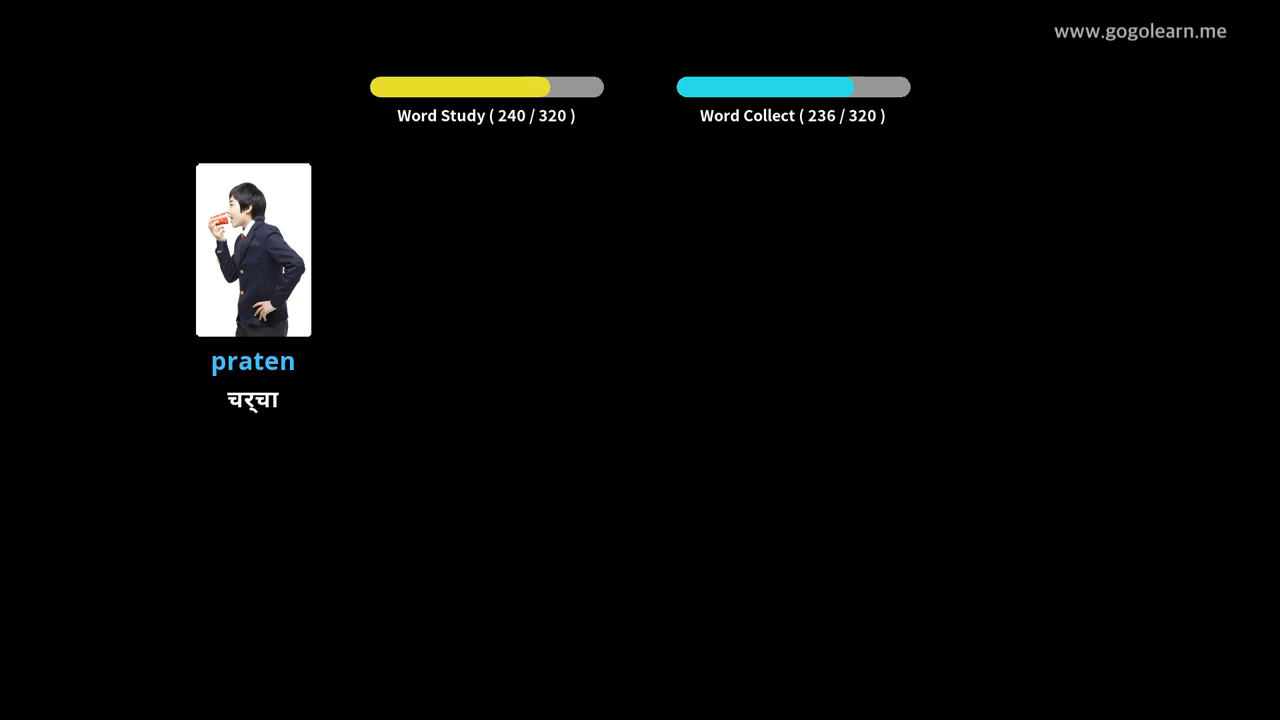 www.gogolearn.me
Word Study ( 240 / 320 )
Word Collect ( 236 / 320 )
praten
चर्‌चा